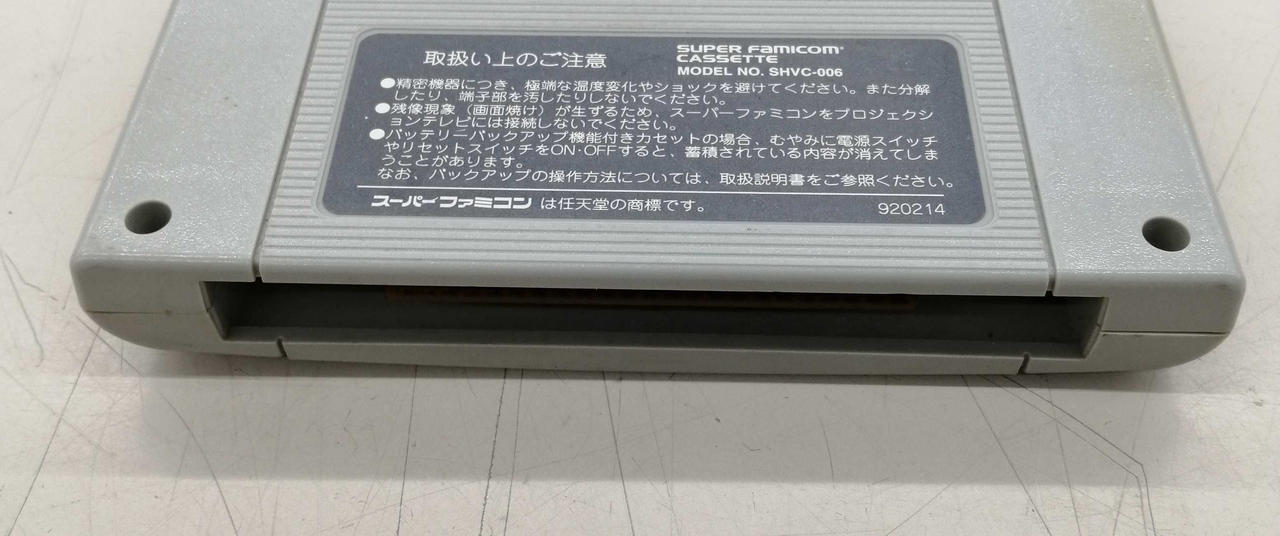 取扱い上のご注意
SUPER FAMICOM
CASSETTE
MODEL NO. SHVC-006
●精密機器につき、極端な温度変化やショックを避けてください。また分解
したり、端子部を汚したりしないでください。
●残像現象（画面焼け）が生ずるため、スーパーファミコンをプロジェクシ
ョンテレビには接続しないでください。
●バッテリーバックアップ機能付きカセットの場合、むやみに電源スイッチ
やリセットスイッチをON・OFFすると、蓄積されている内容が消えてしま
うことがあります。
なお、バックアップの操作方法については、取扱説明書をご参照ください。
スーパーファミコン は任天堂の商標です。
920214